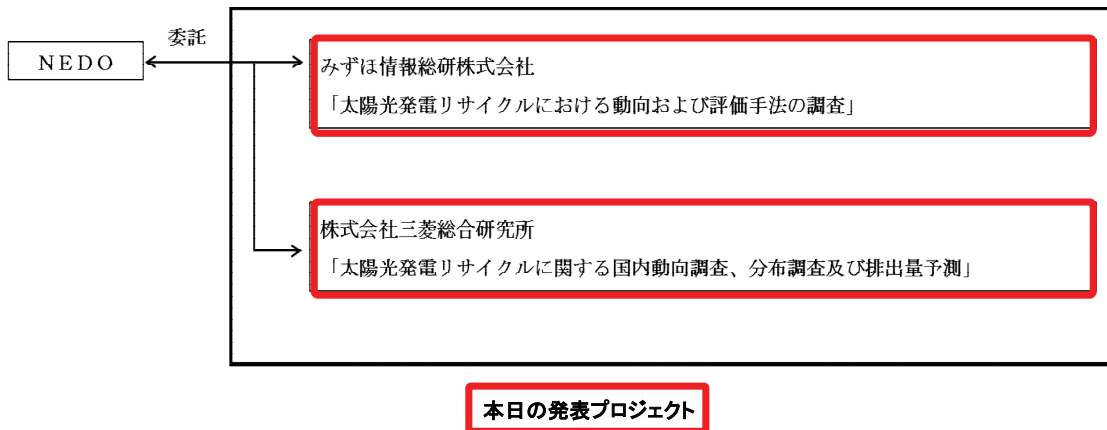 委託
NEDO
みずほ情報総研株式会社
「太陽光発電リサイクルにおける動向および評価手法の調査」
株式会社三菱総合研究所
「太陽光発電リサイクルに関する国内動向調査、分布調査及び排出量予測」
本日の発表プロジェクト